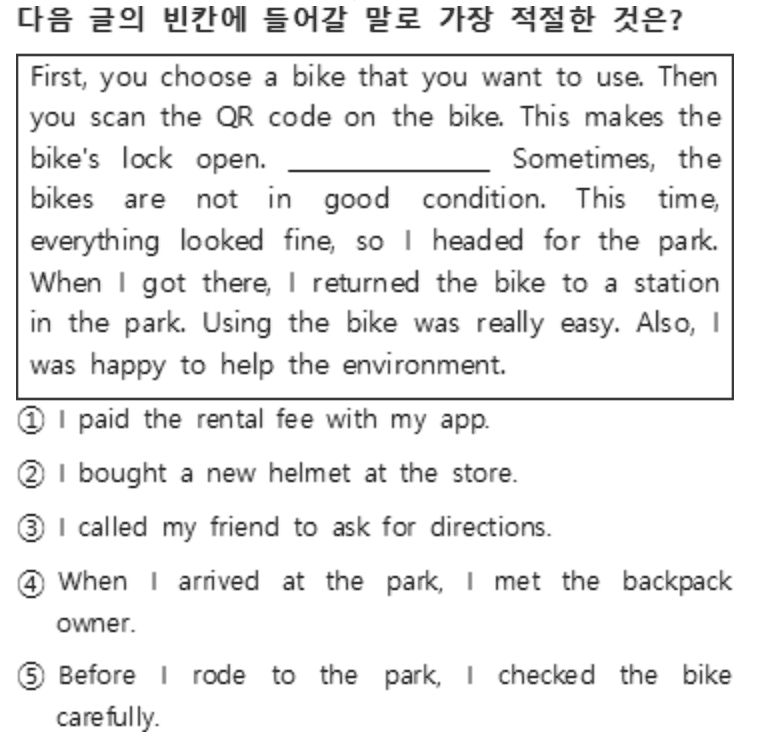 다음 글의 빈칸에 들어갈 말로 가장 적절한 것은?
First, you choose a bike that you want to use. Then
you scan the QR code on the bike. This makes the
bike's lock open. ______________ Sometimes, the
bikes are not in good condition. This time,
everything looked fine, so I headed for the park.
When I got there, I returned the bike to a station
in the park. Using the bike was really easy. Also, I
was happy to help the environment.
① I paid the rental fee with my app.
② I bought a new helmet at the store.
③ I called my friend to ask for directions.
④ When I arrived at the park, I met the backpack
owner.
⑤ Before I rode to the park, I checked the bike
carefully.